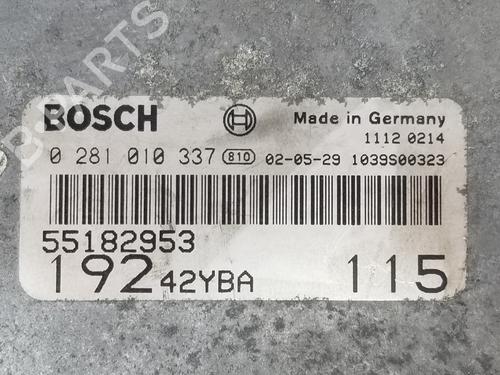 B-PARTS
BOSCH Made in Germany
1112 0214
0 281 010 337 810 02-05-29 1039S00323
55182953
192 42YBA 115